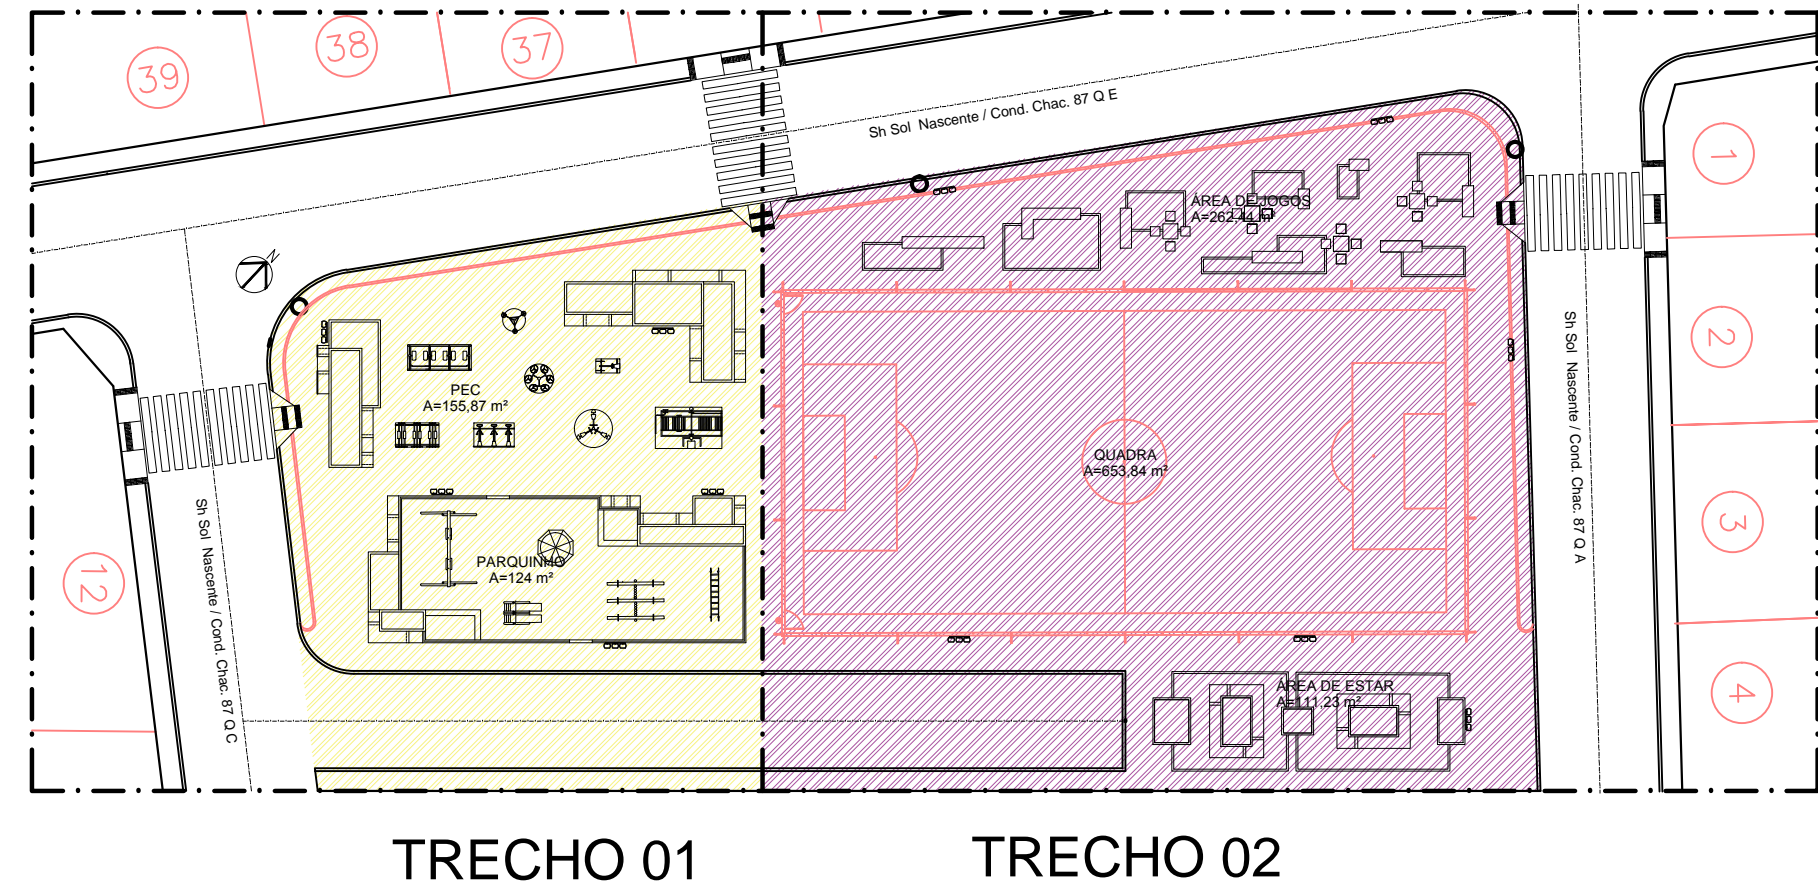 39
38
37
Sh Sol Nascente / Cond. Chac. 87 Q E
1
ÁREA DE JOGOS
A=262,44 m²
N
2
Sh Sol Nascente / Cond. Chac. 87 Q A
PEC
A=155,87 m²
QUADRA
A=653,84 m²
3
Sh Sol Nascente / Cond. Chac. 87 Q C
PARQUINHO
A=124 m²
12
4
ÁREA DE ESTAR
A=111,23 m²
TRECHO 01
TRECHO 02